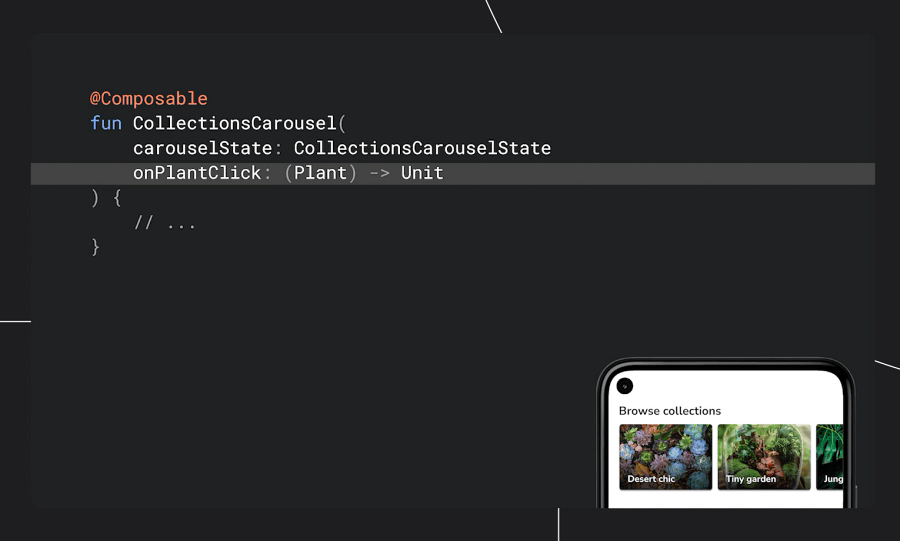 @Composable
fun CollectionsCarousel(
carouselState: CollectionsCarouselState
onPlantClick: (Plant) -> Unit
) {
// ...
}
Browse collections
Desert chic
Tiny garden
Jung